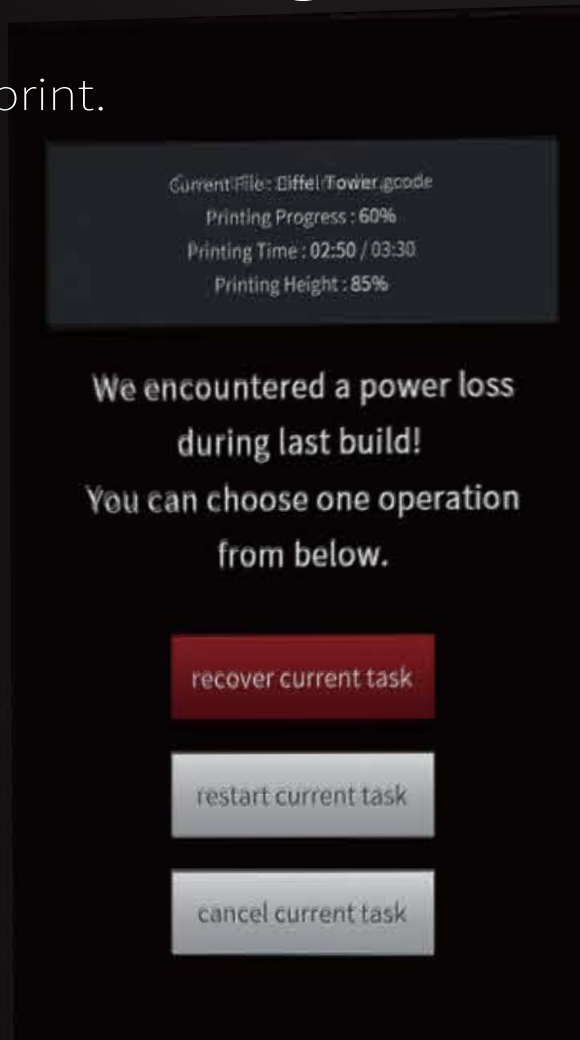 print.
Current File : Eiffel Tower.gcode
Printing Progress : 60%
Printing Time : 02:50 / 03:30
Printing Height : 85%
We encountered a power loss
during last build!
You can choose one operation
from below.
recover current task
restart current task
cancel current task